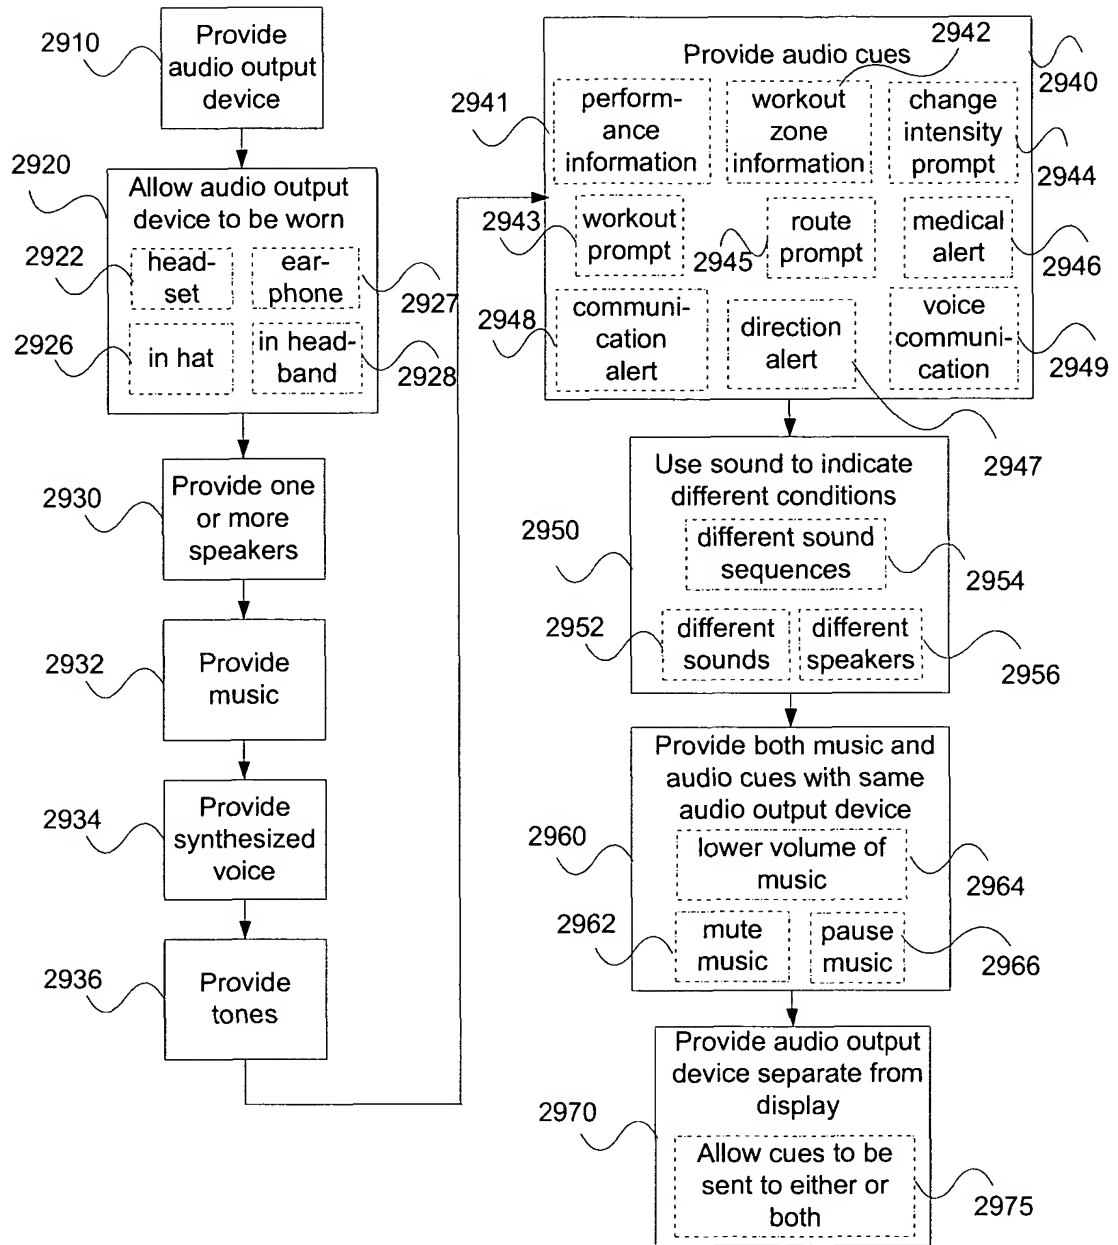 2910
Provide
audio output
device
2920
Allow audio output
device to be worn
2922
head-
set
ear-
phone
2927
2926
in hat
in head-
band
2928
2930
Provide one
or more
speakers
2932
Provide
music
2934
Provide
synthesized
voice
2936
Provide
tones
Provide audio cues
2942
2940
2941
perform-
ance
information
workout
zone
information
change
intensity
prompt
2944
2943
workout
prompt
2945
route
prompt
medical
alert
2946
2948
communi-
cation
alert
direction
alert
voice
communi-
cation
2949
2947
Use sound to indicate
different conditions
2950
different sound
sequences
2954
2952
different
sounds
different
speakers
2956
Provide both music and
audio cues with same
audio output device
2960
lower volume of
music
2964
2962
mute
music
pause
music
2966
Provide audio output
device separate from
display
2970
Allow cues to be
sent to either or
both
2975